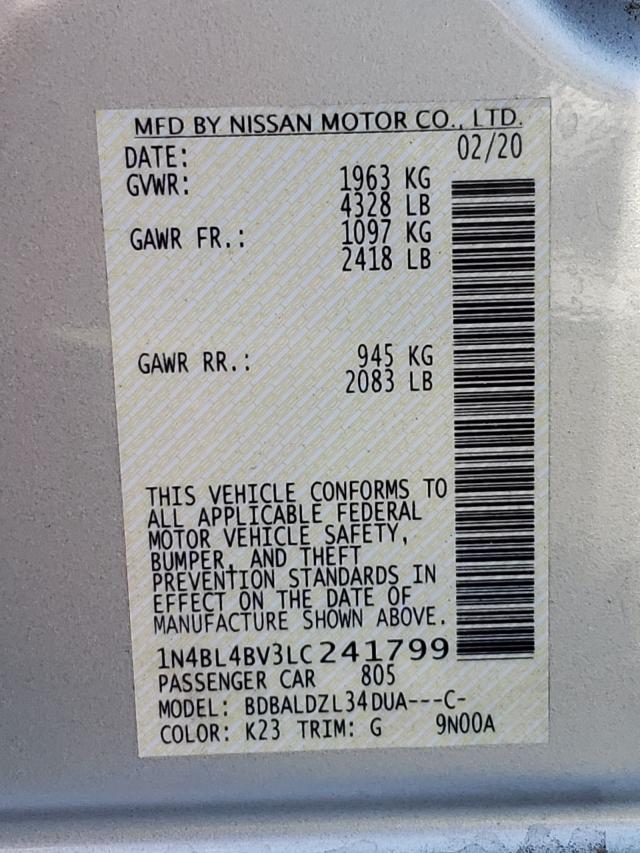 MFD BY NISSAN MOTOR CO., LTD.
DATE: 02/20
GVWR: 1963 KG
4328 LB
GAWR FR.: 1097 KG
2418 LB
GAWR RR.: 945 KG
2083 LB
THIS VEHICLE CONFORMS TO
ALL APPLICABLE FEDERAL
MOTOR VEHICLE SAFETY,
BUMPER, AND THEFT
PREVENTION STANDARDS IN
EFFECT ON THE DATE OF
MANUFACTURE SHOWN ABOVE.
1N4BL4BV3LC241799
PASSENGER CAR 805
MODEL: BDBALDZL34DUA---C-
COLOR: K23 TRIM: G 9N00A